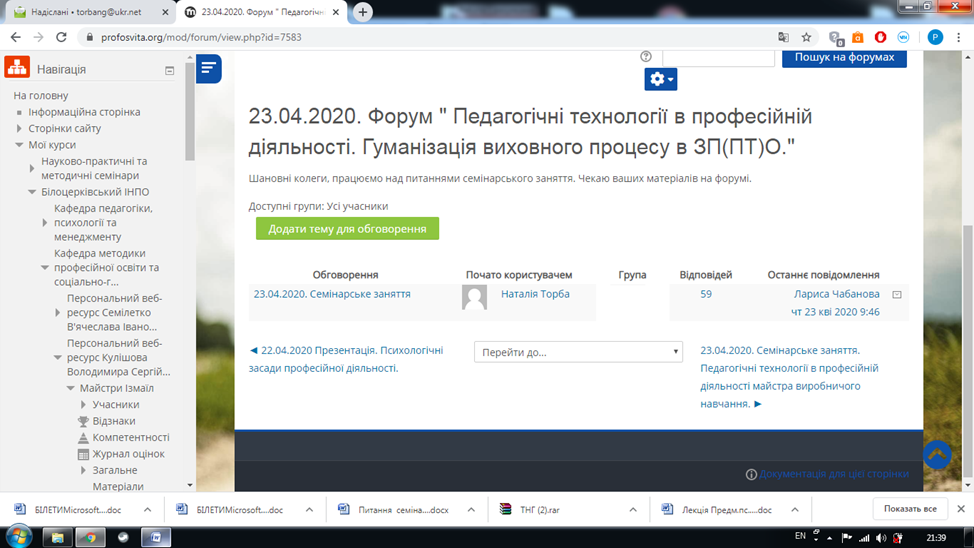 Надіслані • torbang@ukr.net
23.04.2020. Форум " Педагогічні
profosvita.org/mod/forum/view.php?id=7583
0
P
Навігація
На головну
Інформаційна сторінка
Сторінки сайту
Мої курси
Науково-практичні та
методичні семінари
Білоцерківський ІНПО
Кафедра педагогіки,
психології та
менеджменту
Кафедра методики
професійної освіти та
соціально-г...
Персональний веб-
ресурс Семілетко
В'ячеслава Івано...
Персональний веб-
ресурс Кулішова
Володимира Сергій...
Майстри Ізмаїл
Учасники
Відзнаки
Компетентності
Журнал оцінок
Загальне
Матеріали
Пошук на форумах
23.04.2020. Форум " Педагогічні технології в професійній
діяльності. Гуманізація виховного процесу в ЗП(ПТ)О."
Шановні колеги, працюємо над питаннями семінарського заняття. Чекаю ваших матеріалів на форумі.
Доступні групи: Усі учасники
Додати тему для обговорення
Обговорення Почато користувачем Група Відповідей Останнє повідомлення
23.04.2020. Семінарське заняття Наталія Торба 59 Лариса Чабанова
чт 23 кві 2020 9:46
◄ 22.04.2020 Презентація. Психологічні
засади професійної діяльності.
Перейти до...
23.04.2020. Семінарське заняття.
Педагогічні технології в професійній
діяльності майстра виробничого
навчання. ►
Документація для цієї сторінки
БІЛЕТИMicrosoft....doc
БІЛЕТИMicrosoft....doc
Питання семіна....docx
ТНГ (2).rar
Лекція Предм.пс.....doc
Показать все
EN
21:39